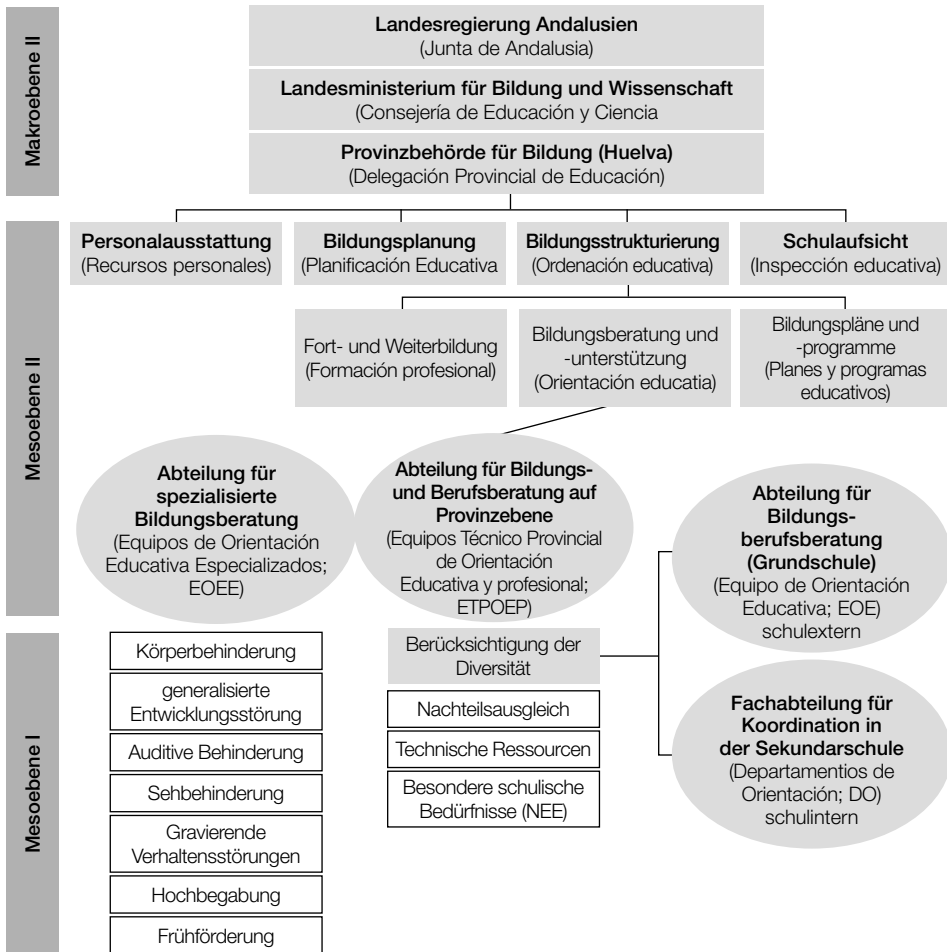 Makroebene II
Landesregierung Andalusien
(Junta de Andalusia)
Landesministerium für Bildung und Wissenschaft
(Consejería de Educación y Ciencia
Provinzbehörde für Bildung (Huelva)
(Delegación Provincial de Educación)
Mesoebene II
Personalausstattung
(Recursos personales)
Bildungsplanung
(Planificación Educativa
Bildungsstrukturierung
(Ordenación educativa)
Schulaufsicht
(Inspección educativa)
Fort- und Weiterbildung
(Formación profesional)
Bildungsberatung und
-unterstützung
(Orientación educatia)
Bildungspläne und
-programme
(Planes y programas
educativos)
Abteilung für
spezialisierte
Bildungsberatung
(Equipos de Orientación
Educativa Especializados;
EOEE)
Abteilung für Bildungs-
und Berufsberatung auf
Provinzebene
(Equipos Técnico Provincial
de Orientación
Educativa y profesional;
ETPOEP)
Abteilung für
Bildungs-
berufsberatung
(Grundschule)
(Equipo de Orientación
Educativa; EOE)
schulextern
Mesoebene I
Körperbehinderung
generalisierte
Entwicklungsstörung
Auditive Behinderung
Sehbehinderung
Gravierende
Verhaltensstörungen
Hochbegabung
Frühförderung
Berücksichtigung der
Diversität
Nachteilsausgleich
Technische Ressourcen
Besondere schulische
Bedürfnisse (NEE)
Fachabteilung für
Koordination in
der Sekundarschule
(Departamentios de
Orientación; DO)
schulintern